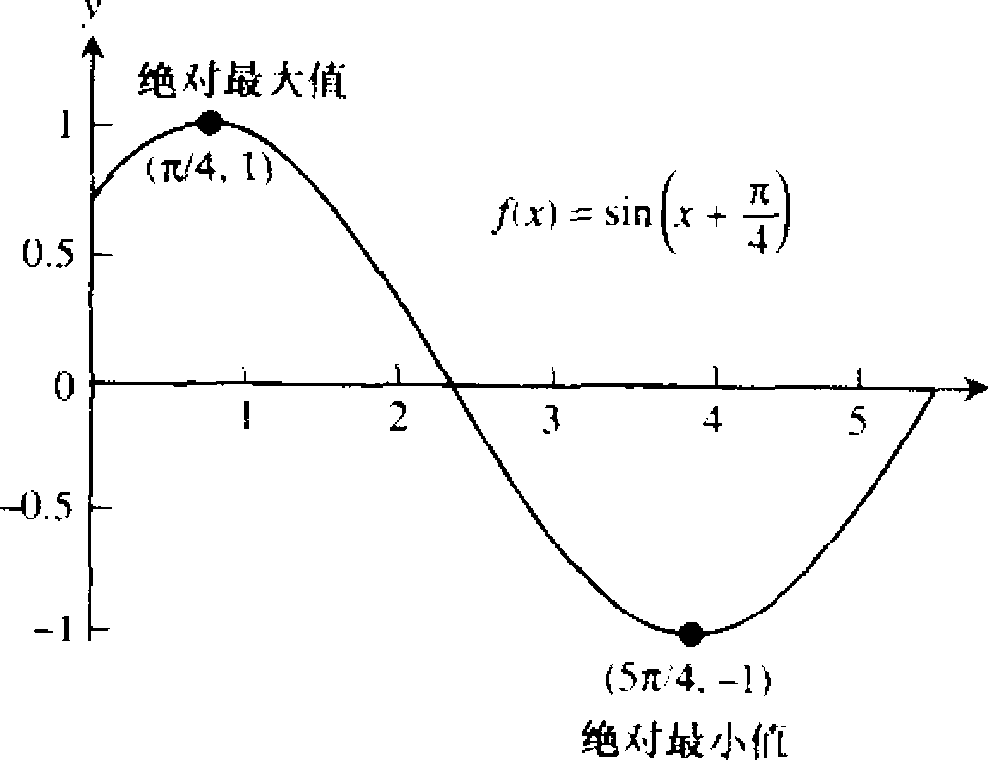 y
绝对最大值
1
(π/4, 1)
f(x) = sin(x + π/4)
0.5
0
1 2 3 4 5
-0.5
-1
(5π/4, -1)
绝对最小值